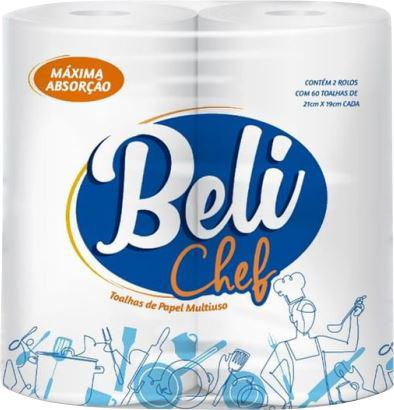 MÁXIMA
ABSORÇÃO
CONTÉM 2 ROLOS
COM 60 TOALHAS DE
21cm X 19cm CADA
Beli
Chef
Toalhas de Papel Multiuso